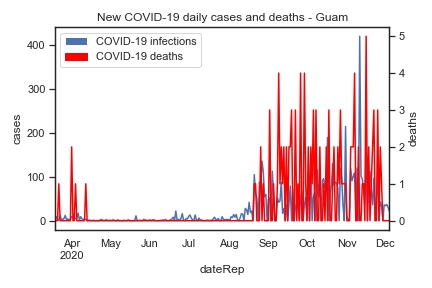 New COVID-19 daily cases and deaths - Guam
COVID-19 infections
COVID-19 deaths
cases
400
300
200
100
0
deaths
5
4
3
2
1
0
Apr May Jun Jul Aug Sep Oct Nov Dec
2020
dateRep